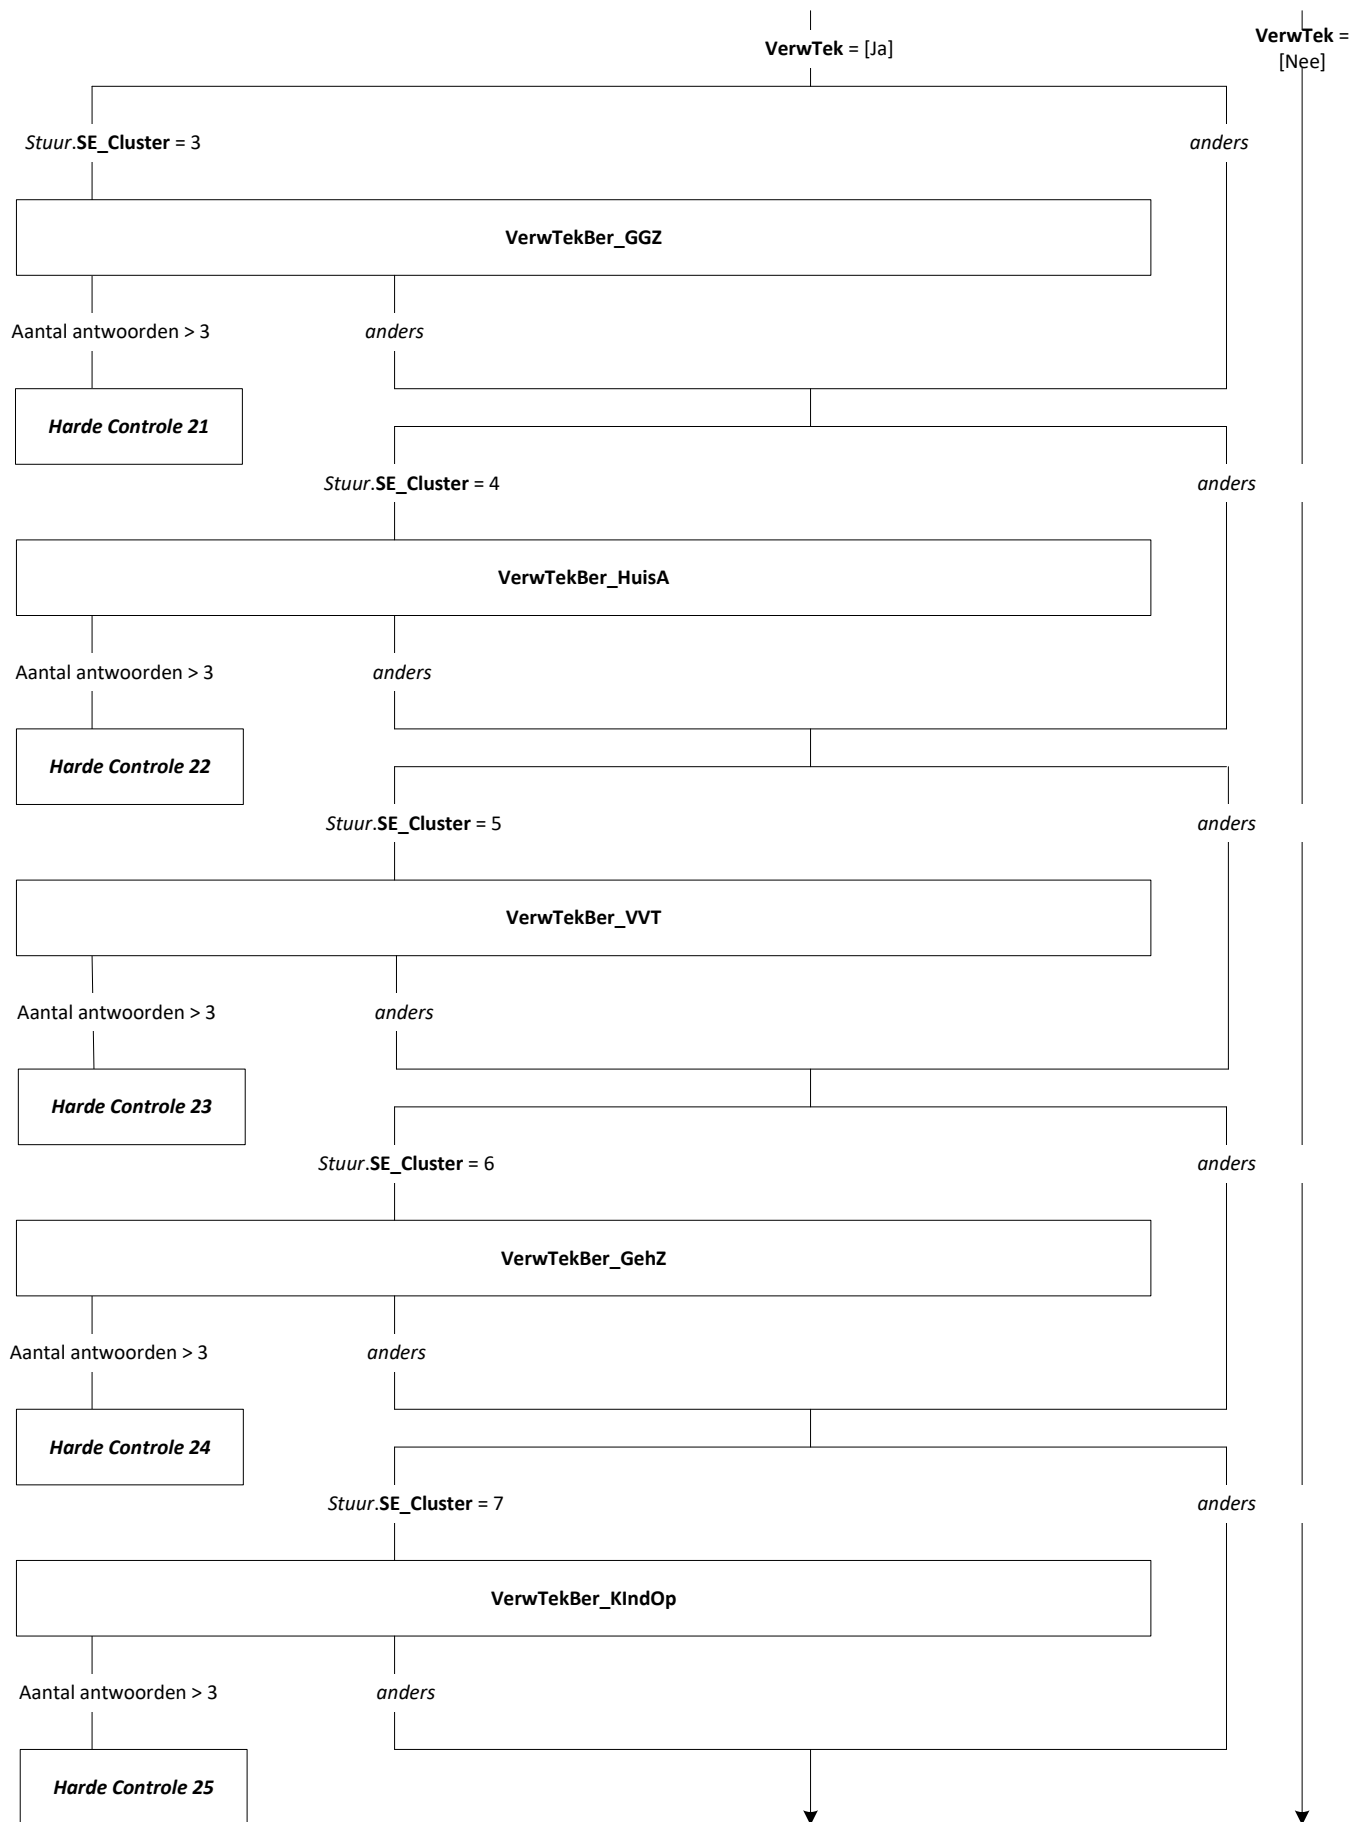 VerwTek = [Ja]
VerwTek =
[Nee]
Stuur.SE_Cluster = 3
anders
VerwTekBer_GGZ
Aantal antwoorden > 3
anders
Harde Controle 21
Stuur.SE_Cluster = 4
anders
VerwTekBer_HuisA
Aantal antwoorden > 3
anders
Harde Controle 22
Stuur.SE_Cluster = 5
anders
VerwTekBer_VVT
Aantal antwoorden > 3
anders
Harde Controle 23
Stuur.SE_Cluster = 6
anders
VerwTekBer_GehZ
Aantal antwoorden > 3
anders
Harde Controle 24
Stuur.SE_Cluster = 7
anders
VerwTekBer_KIndOp
Aantal antwoorden > 3
anders
Harde Controle 25